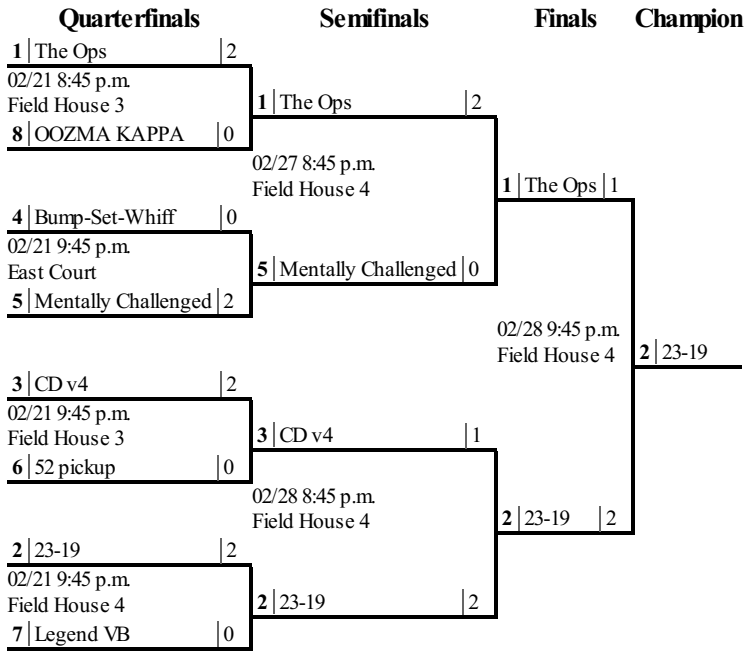 Quarterfinals Semifinals Finals Champion
1 The Ops 2
02/21 8:45 p.m.
Field House 3
8 OOZMA KAPPA 0
4 Bump-Set-Whiff 0
02/21 9:45 p.m.
East Court
5 Mentally Challenged 2
3 CD v4 2
02/21 9:45 p.m.
Field House 3
6 52 pickup 0
2 23-19 2
02/21 9:45 p.m.
Field House 4
7 Legend VB 0
1 The Ops 2
02/27 8:45 p.m.
Field House 4
5 Mentally Challenged 0
3 CD v4 1
02/28 8:45 p.m.
Field House 4
2 23-19 2
1 The Ops 1
02/28 9:45 p.m.
Field House 4
2 23-19 2
2 23-19